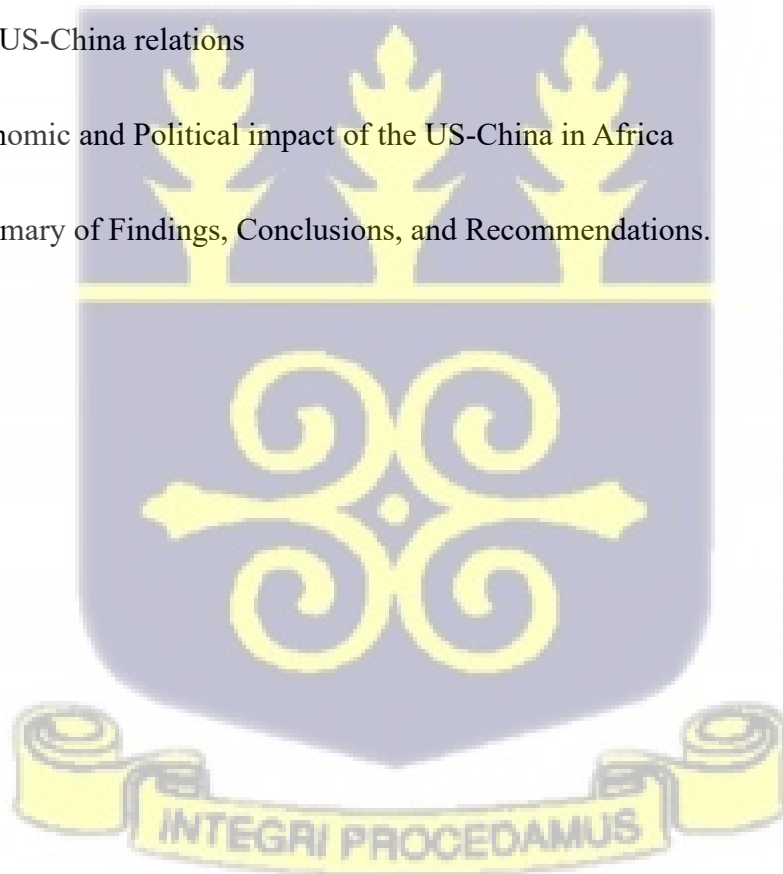 US-China relations
nomic and Political impact of the US-China in Africa
mary of Findings, Conclusions, and Recommendations.
INTEGRI PROCEDAMUS